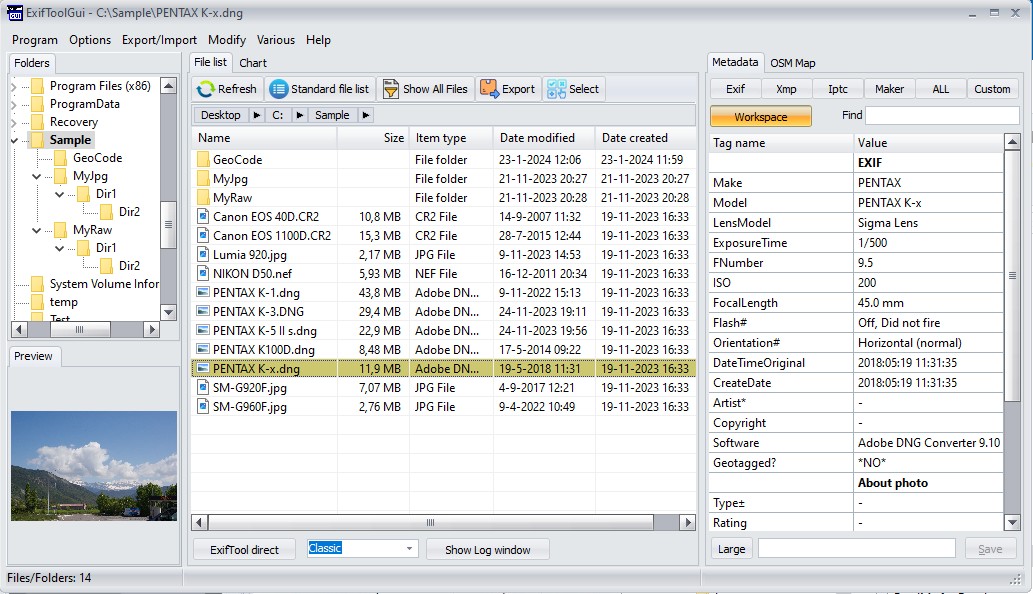 ExifToolGui - C:\Sample\PENTAX K-x.dng
Program Options Export/Import Modify Various Help
Folders
Program Files (x86)
ProgramData
Recovery
Sample
GeoCode
MyJpg
Dir1
Dir2
MyRaw
Dir1
Dir2
System Volume Infor
temp
Test
Preview
File list Chart
Refresh Standard file list Show All Files Export Select
Desktop C: Sample
Name Size Item type Date modified Date created
GeoCode File folder 23-1-2024 12:06 23-1-2024 11:59
MyJpg File folder 21-11-2023 20:27 21-11-2023 20:27
MyRaw File folder 21-11-2023 20:28 21-11-2023 20:28
Canon EOS 40D.CR2 10,8 MB CR2 File 14-9-2007 11:32 19-11-2023 16:33
Canon EOS 1100D.CR2 15,3 MB CR2 File 28-7-2015 12:44 19-11-2023 16:33
Lumia 920.jpg 2,17 MB JPG File 9-11-2023 14:53 19-11-2023 16:33
NIKON D50.nef 5,93 MB NEF File 16-12-2011 20:34 19-11-2023 16:33
PENTAX K-1.dng 43,8 MB Adobe DN... 9-11-2022 15:13 19-11-2023 16:33
PENTAX K-3.DNG 29,4 MB Adobe DN... 24-11-2023 19:11 19-11-2023 16:33
PENTAX K-5 II s.dng 22,9 MB Adobe DN... 24-11-2023 19:56 19-11-2023 16:33
PENTAX K100D.dng 8,48 MB Adobe DN... 17-5-2014 09:22 19-11-2023 16:33
PENTAX K-x.dng 11,9 MB Adobe DN... 19-5-2018 11:31 19-11-2023 16:33
SM-G920F.jpg 7,07 MB JPG File 4-9-2017 12:21 19-11-2023 16:33
SM-G960F.jpg 2,76 MB JPG File 9-4-2022 10:49 19-11-2023 16:33
ExifTool direct Classic Show Log window
Metadata OSM Map
Exif Xmp Iptc Maker ALL Custom
Workspace Find
Tag name Value
EXIF
Make PENTAX
Model PENTAX K-x
LensModel Sigma Lens
ExposureTime 1/500
FNumber 9.5
ISO 200
FocalLength 45.0 mm
Flash# Off, Did not fire
Orientation# Horizontal (normal)
DateTimeOriginal 2018:05:19 11:31:35
CreateDate 2018:05:19 11:31:35
Artist* -
Copyright -
Software Adobe DNG Converter 9.10
Geotagged? *NO*
About photo
Type± -
Rating -
Large Save
Files/Folders: 14